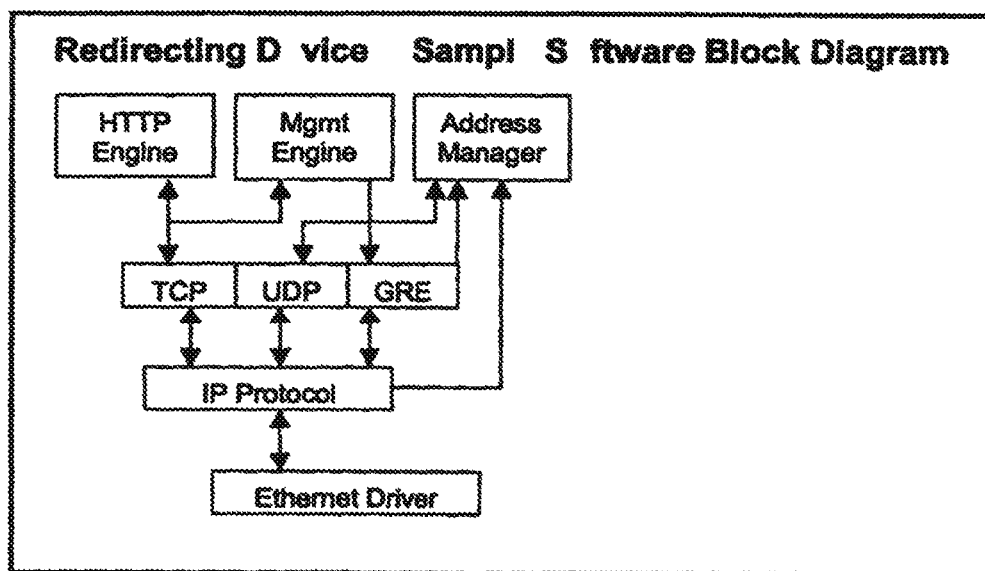 Redirecting D vice Sampl S ftware Block Diagram
HTTP
Engine
Mgmt
Engine
Address
Manager
TCP
UDP
GRE
IP Protocol
Ethernet Driver